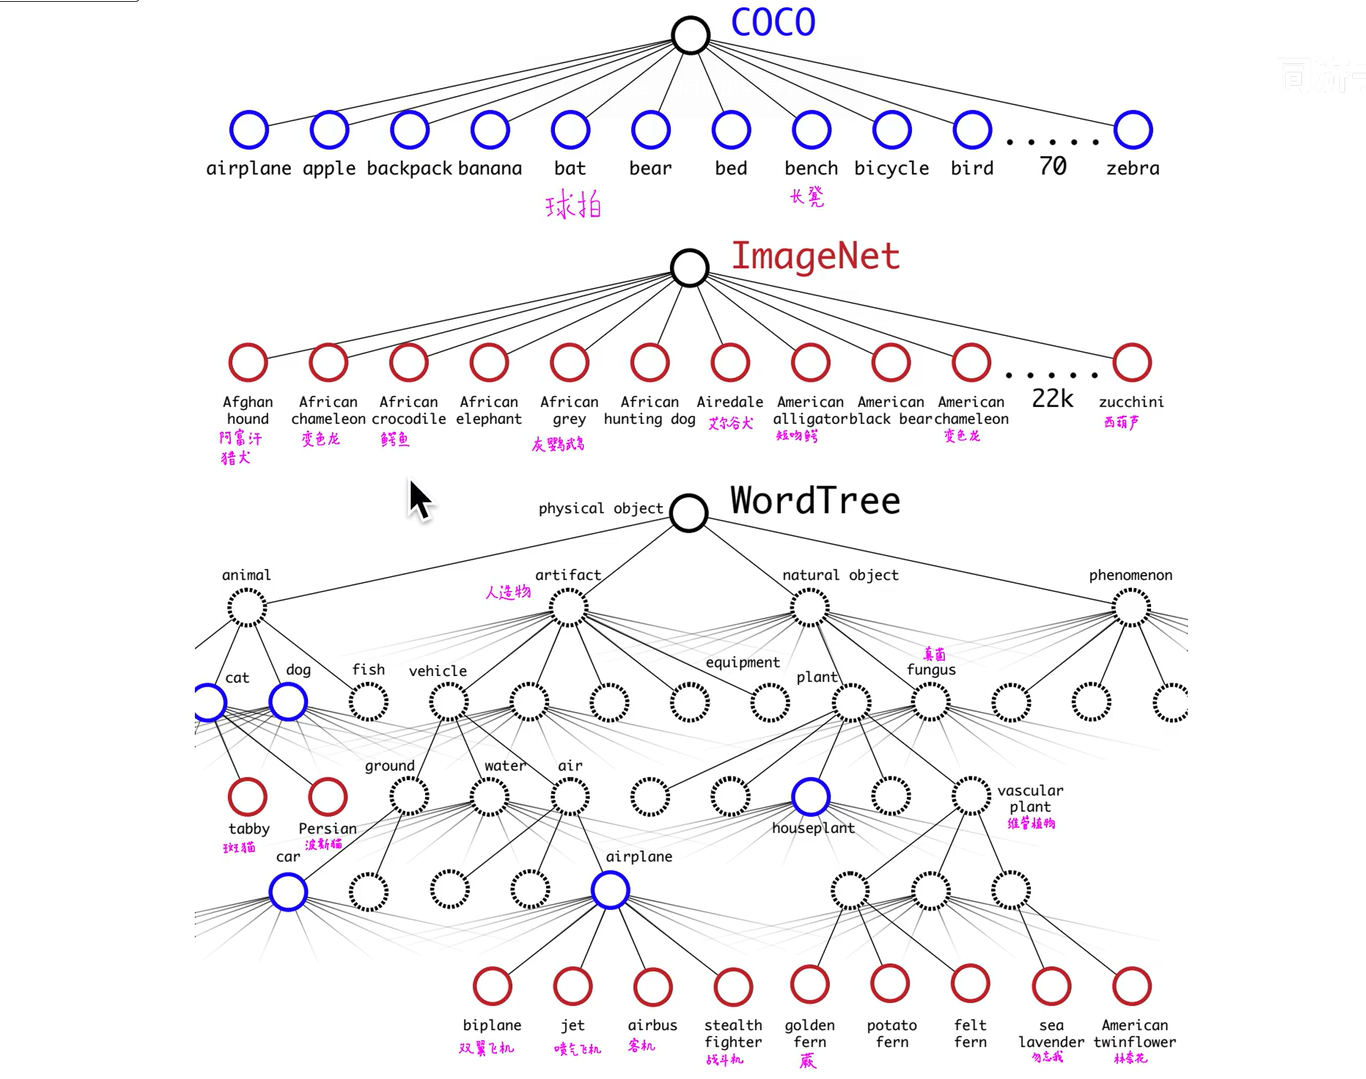 COCO
airplane apple backpack banana bat bear bed bench bicycle bird 70 zebra
球拍 长凳
ImageNet
Afghan hound African chameleon African crocodile African elephant African grey African hunting dog Airedale American alligator American black bear American chameleon 22k zucchini
阿富汗猎犬 变色龙 鳄鱼 灰鹦鹉 艾尔谷犬 短吻鳄 变色龙 西葫芦
WordTree
physical object
animal artifact natural object phenomenon
人造物
cat dog fish vehicle equipment plant fungus
真菌
ground water air
tabby Persian houseplant vascular plant
斑猫 波斯猫 维管植物
car airplane
biplane jet airbus stealth fighter golden fern potato fern felt fern sea lavender American twinflower
双翼飞机 喷气飞机 客机 战斗机 蕨 勿忘我 林奈花